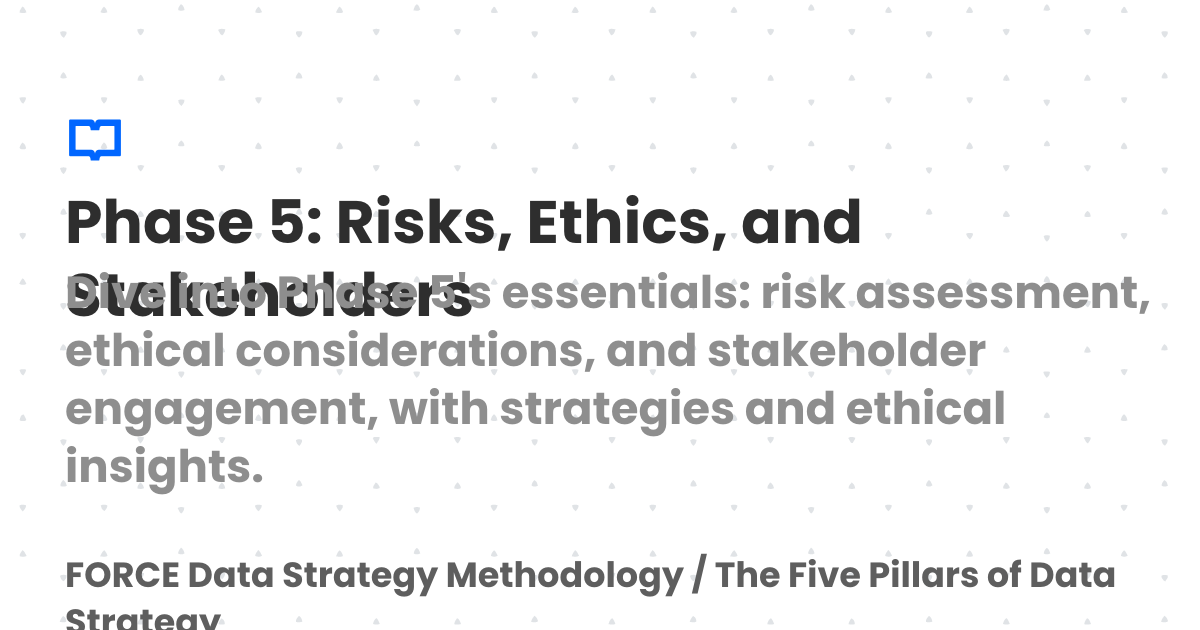 Phase 5: Risks, Ethics, and
Stakeholders
Dive into Phase 5's essentials: risk assessment,
ethical considerations, and stakeholder
engagement, with strategies and ethical
insights.
FORCE Data Strategy Methodology / The Five Pillars of Data
Strategy